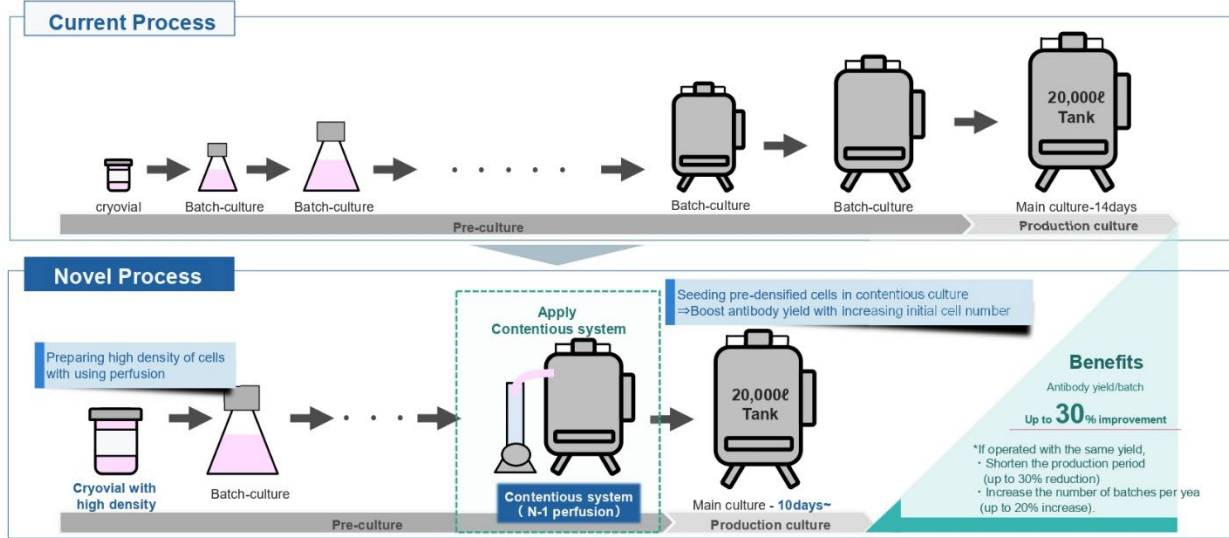 Current Process
20,000ℓ
Tank
cryovial
Batch-culture
Batch-culture
Batch-culture
Batch-culture
Main culture-14days
Pre-culture
Production culture
Novel Process
Preparing high density of cells
with using perfusion
Apply
Contentious system
Seeding pre-densified cells in contentious culture
⇒Boost antibody yield with increasing initial cell number
20,000ℓ
Tank
Cryovial with
high density
Batch-culture
Contentious system
( N-1 perfusion)
Main culture - 10days~
Pre-culture
Production culture
Benefits
Antibody yield/batch
Up to 30% improvement
*If operated with the same yield,
・Shorten the production period
(up to 30% reduction)
・Increase the number of batches per yea
(up to 20% increase).